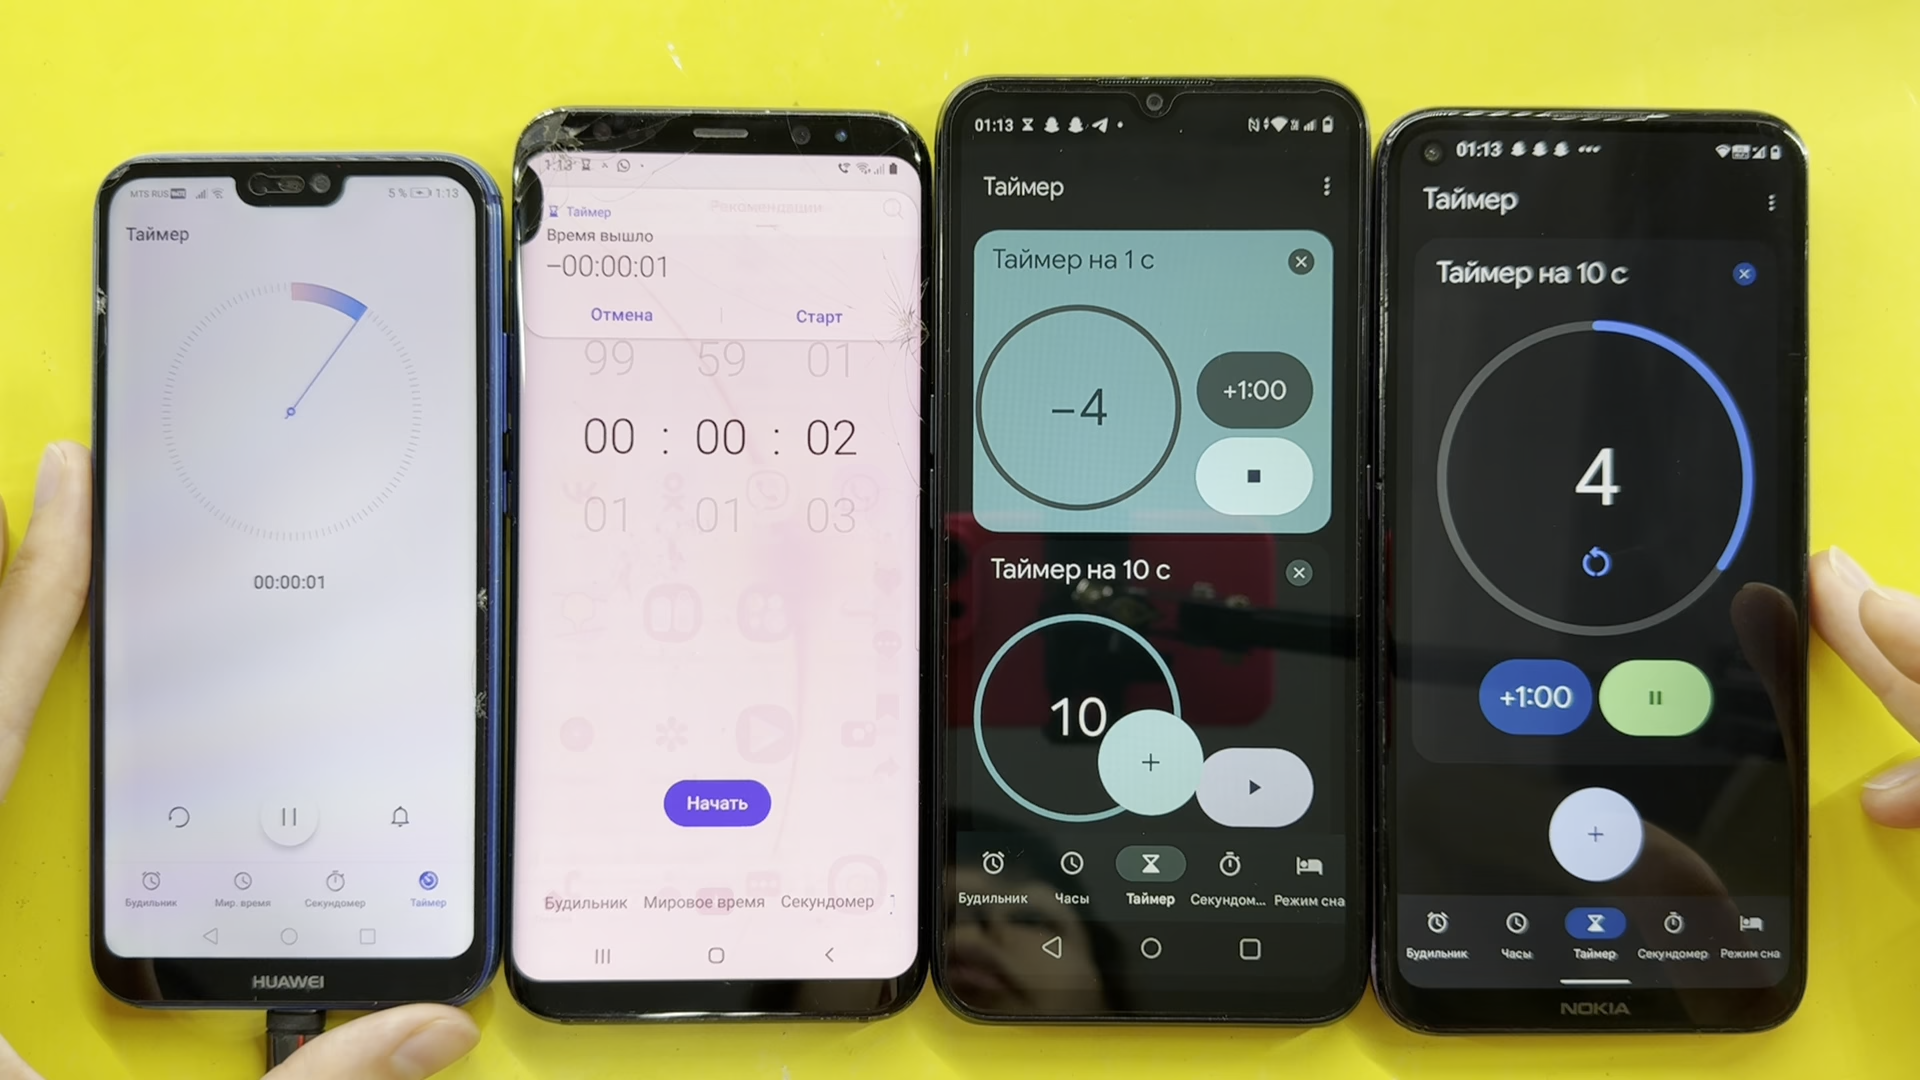 MTS RUS
5 % 1:13
Таймер
00:00:01
Будильник Мир. время Секундомер Таймер
HUAWEI
1:13
Таймер
Рекомендации
Время вышло
−00:00:01
Отмена Старт
99 59 01
00 : 00 : 02
01 01 03
Начать
Будильник Мировое время Секундомер
01:13
Таймер
Таймер на 1 с
−4
+1:00
Таймер на 10 с
10
+
Будильник Часы Таймер Секундом... Режим сна
01:13
Таймер
Таймер на 10 с
4
+1:00
+
Будильник Часы Таймер Секундомер Режим сна
NOKIA